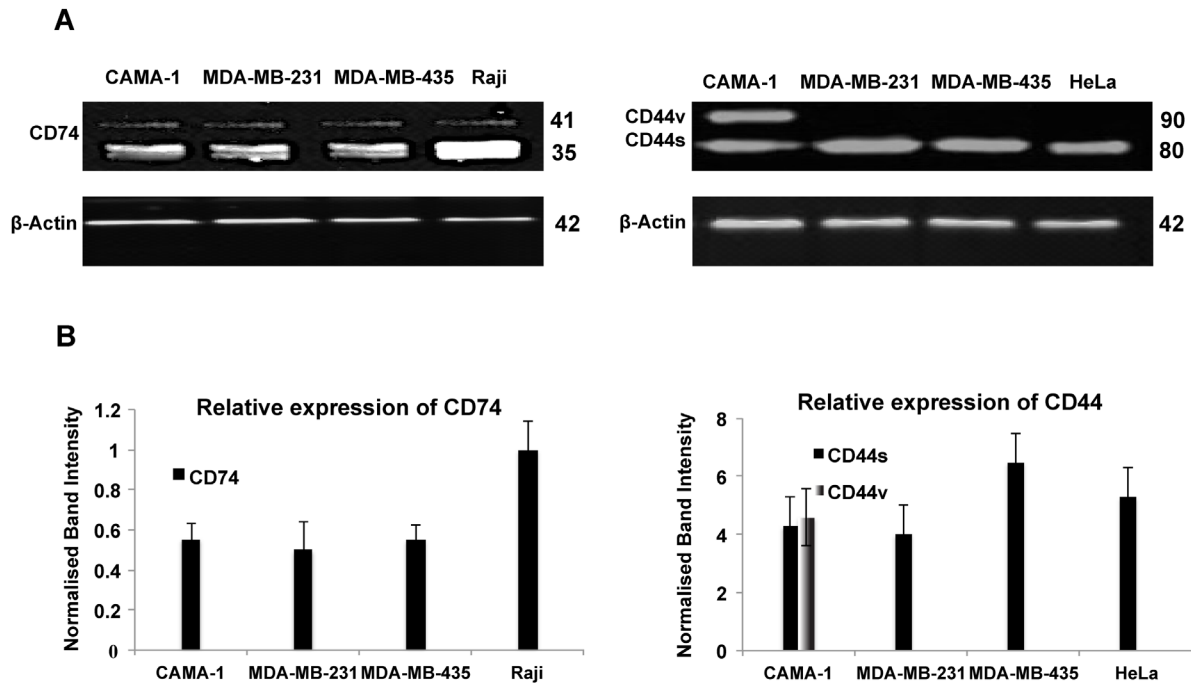 A
CAMA-1 MDA-MB-231 MDA-MB-435 Raji
CD74
41
35
β-Actin
42
CAMA-1 MDA-MB-231 MDA-MB-435 HeLa
CD44v
90
CD44s
80
β-Actin
42
B
Relative expression of CD74
Normalised Band Intensity
1.2
1
0.8
0.6
0.4
0.2
0
CD74
CAMA-1 MDA-MB-231 MDA-MB-435 Raji
Relative expression of CD44
Normalised Band Intensity
8
6
4
2
0
CD44s
CD44v
CAMA-1 MDA-MB-231 MDA-MB-435 HeLa